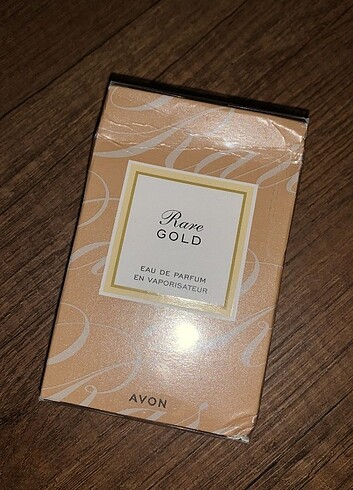 Rare
GOLD
EAU DE PARFUM
EN VAPORISATEUR
AVON